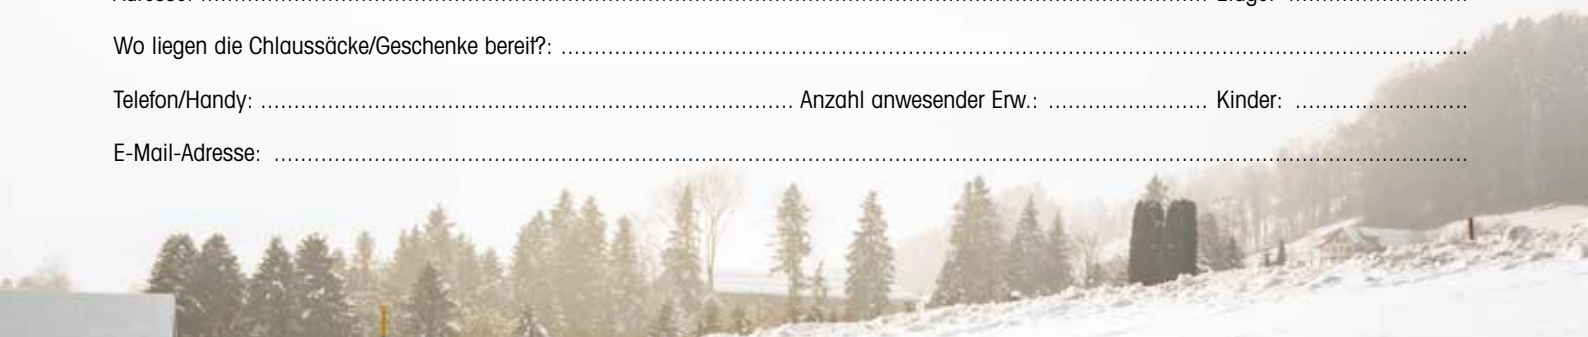 Wo liegen die Chlaussäcke/Geschenke bereit?: ..................................................................................................................................................
Telefon/Handy: ...................................................................................... Anzahl anwesender Erw.: ......................... Kinder: ...........................
E-Mail-Adresse: ................................................................................................................................................................................................